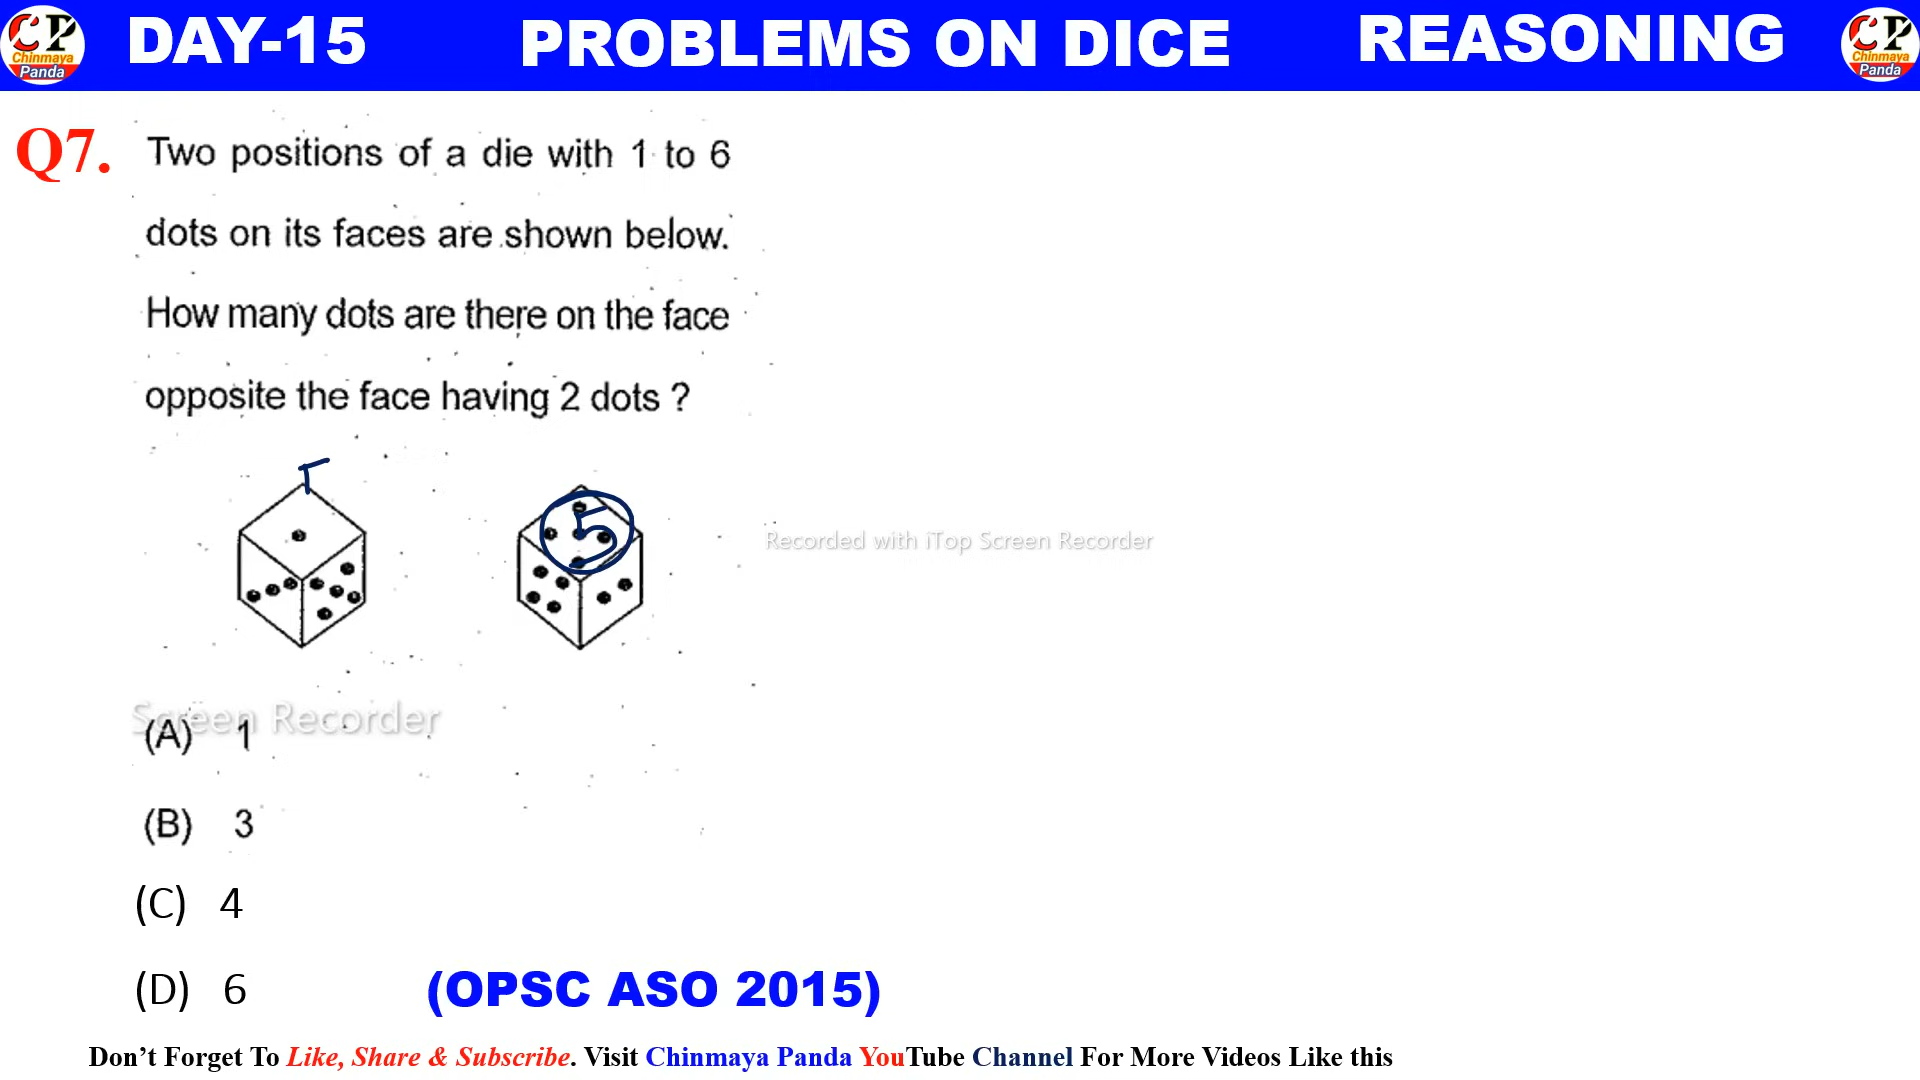 CP Chinmaya Panda
DAY-15 PROBLEMS ON DICE REASONING
CP Chinmaya Panda
Q7. Two positions of a die with 1 to 6
dots on its faces are shown below.
How many dots are there on the face
opposite the face having 2 dots ?
5
Recorded with iTop Screen Recorder
Screen Recorder
(A) 1
(B) 3
(C) 4
(D) 6 (OPSC ASO 2015)
Don’t Forget To Like, Share & Subscribe. Visit Chinmaya Panda YouTube Channel For More Videos Like this